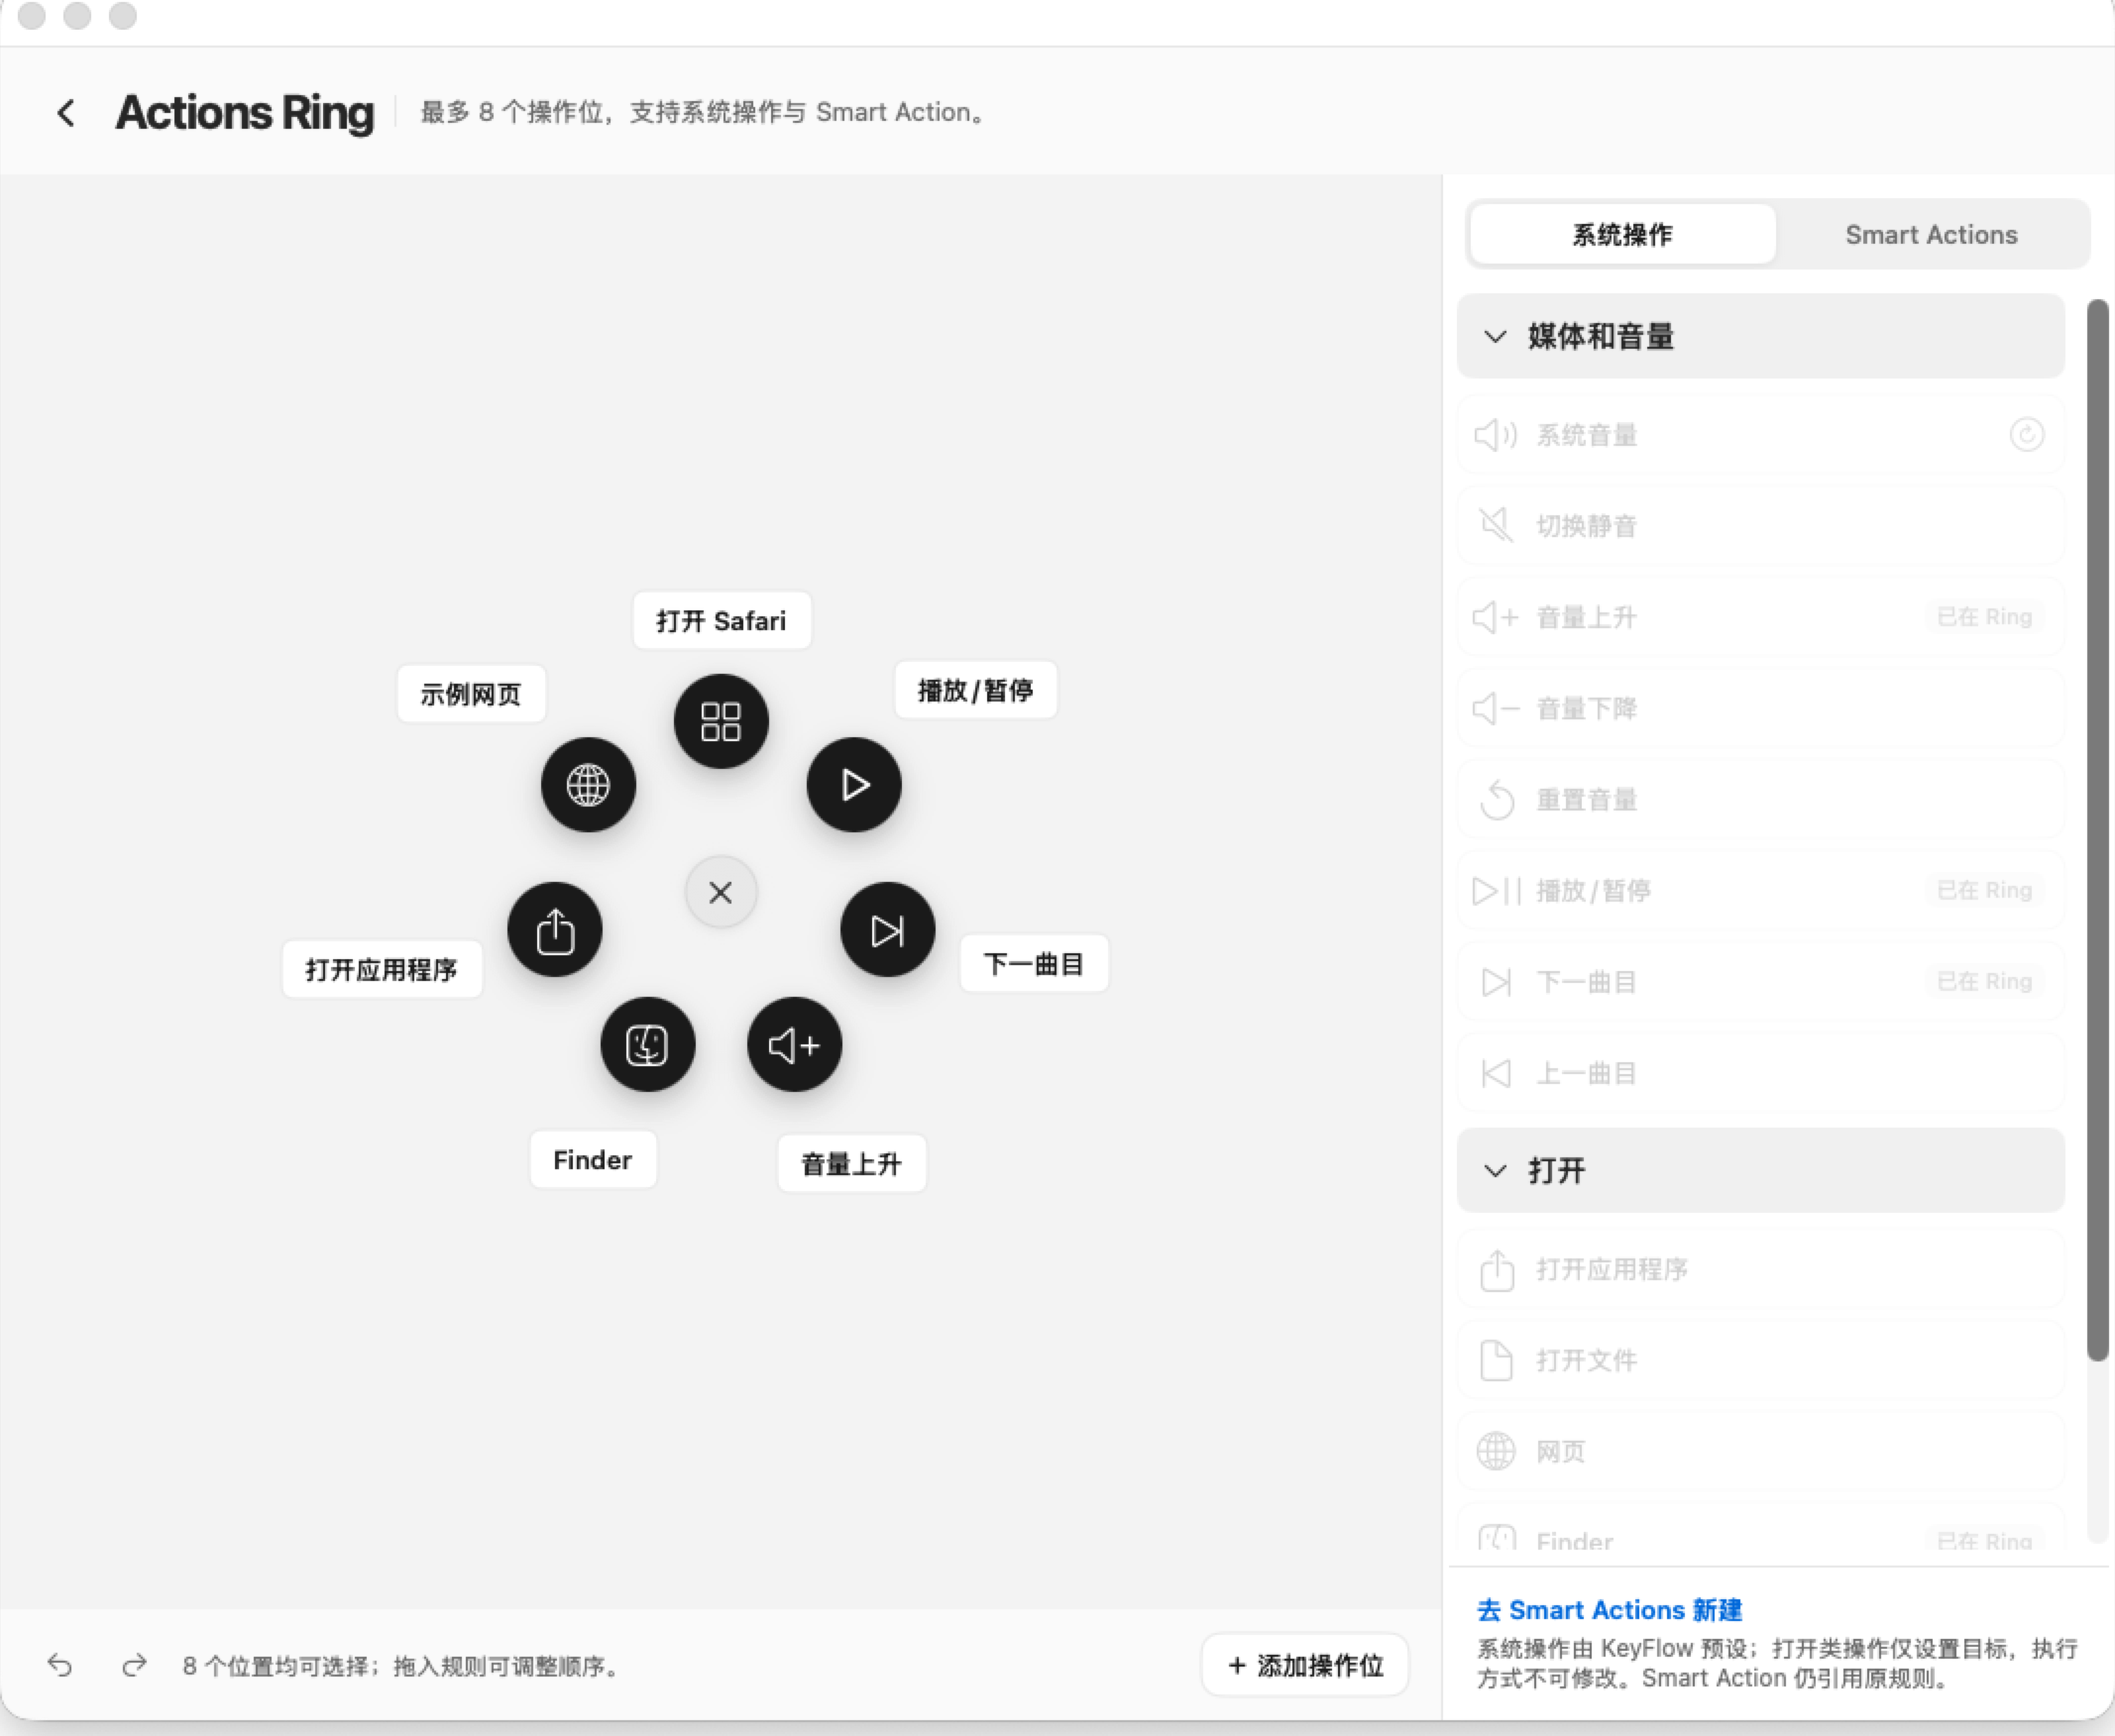 Actions Ring
最多 8 个操作位，支持系统操作与 Smart Action。
系统操作
Smart Actions
打开 Safari
示例网页
播放/暂停
打开应用程序
下一曲目
Finder
音量上升
媒体和音量
系统音量
切换静音
音量上升
已在 Ring
音量下降
重置音量
播放/暂停
已在 Ring
下一曲目
已在 Ring
上一曲目
打开
打开应用程序
打开文件
网页
Finder
已在 Ring
8 个位置均可选择；拖入规则可调整顺序。
+ 添加操作位
去 Smart Actions 新建
系统操作由 KeyFlow 预设；打开类操作仅设置目标，执行
方式不可修改。Smart Action 仍引用原规则。